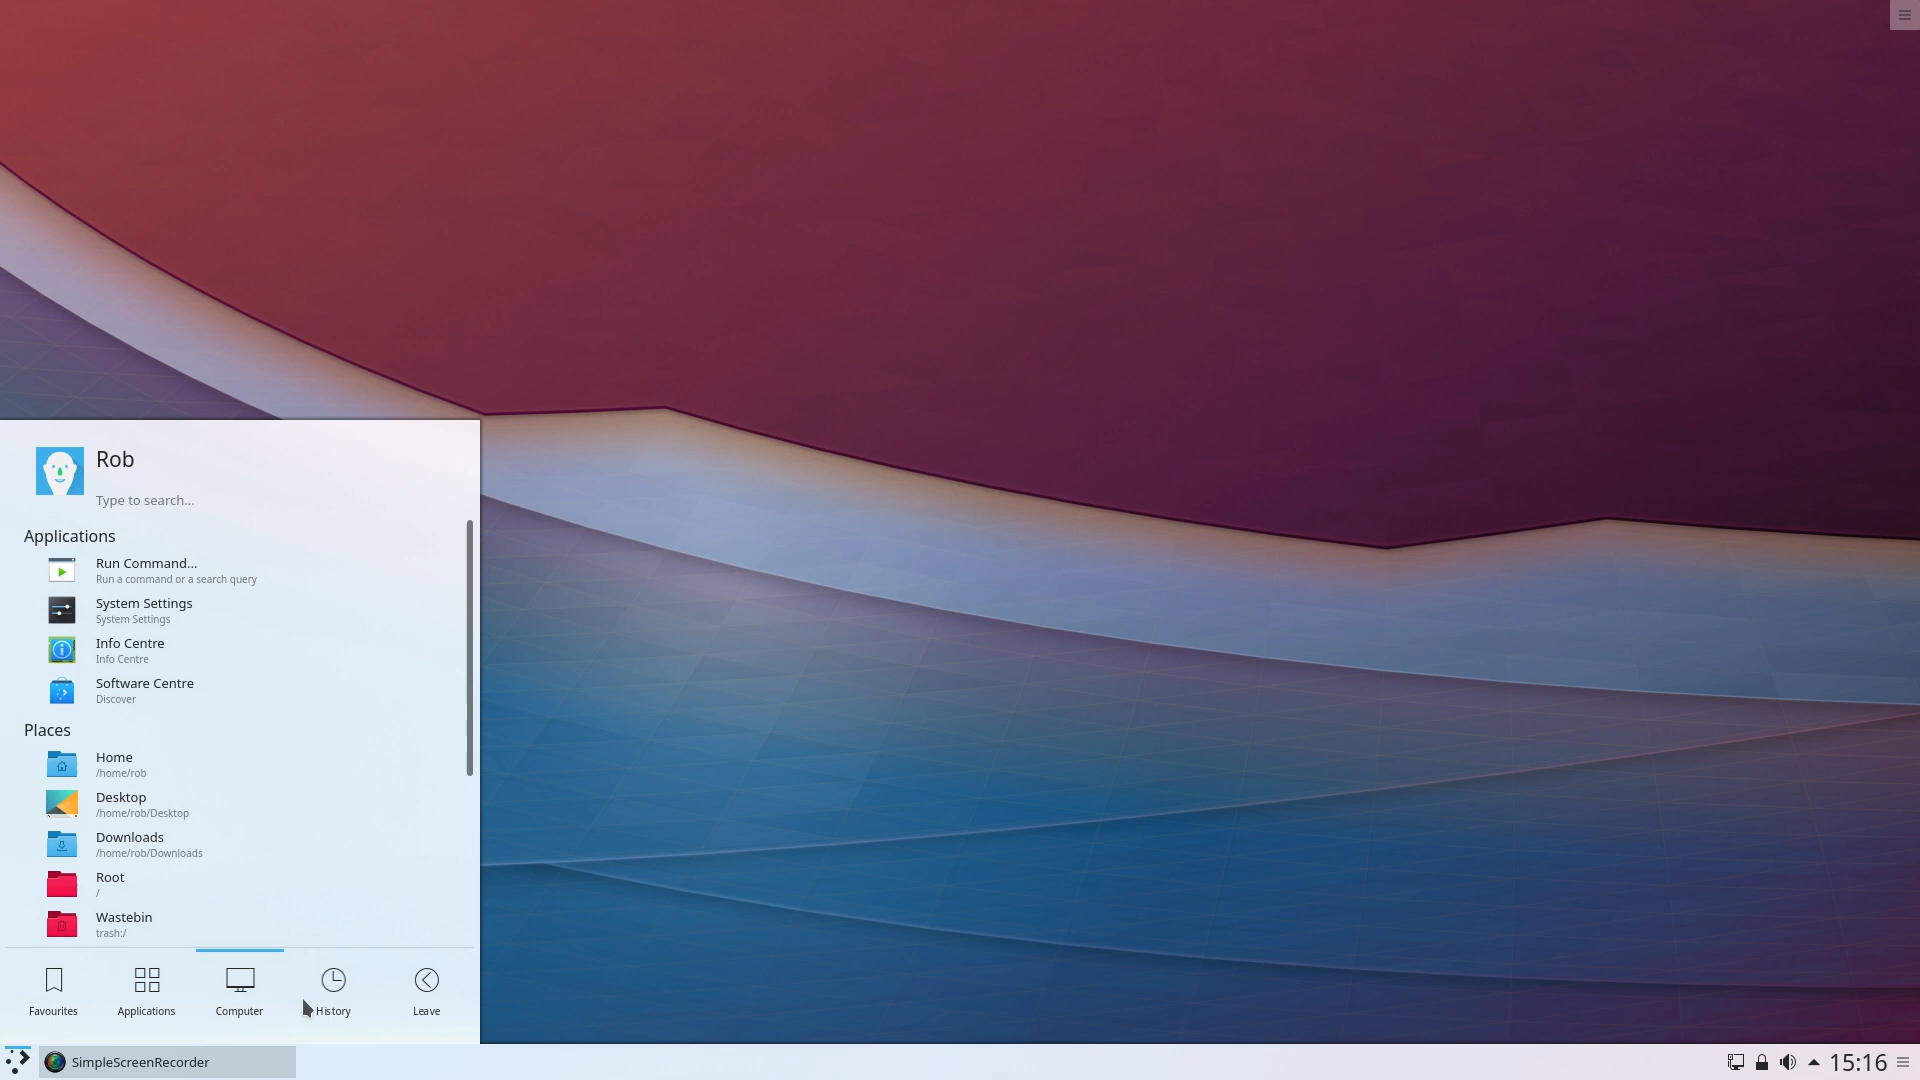 Rob
Type to search...
Applications
Run Command...
Run a command or a search query
System Settings
System Settings
Info Centre
Info Centre
Software Centre
Discover
Places
Home
/home/rob
Desktop
/home/rob/Desktop
Downloads
/home/rob/Downloads
Root
/
Wastebin
trash:/
Favourites
Applications
Computer
History
Leave
SimpleScreenRecorder
15:16